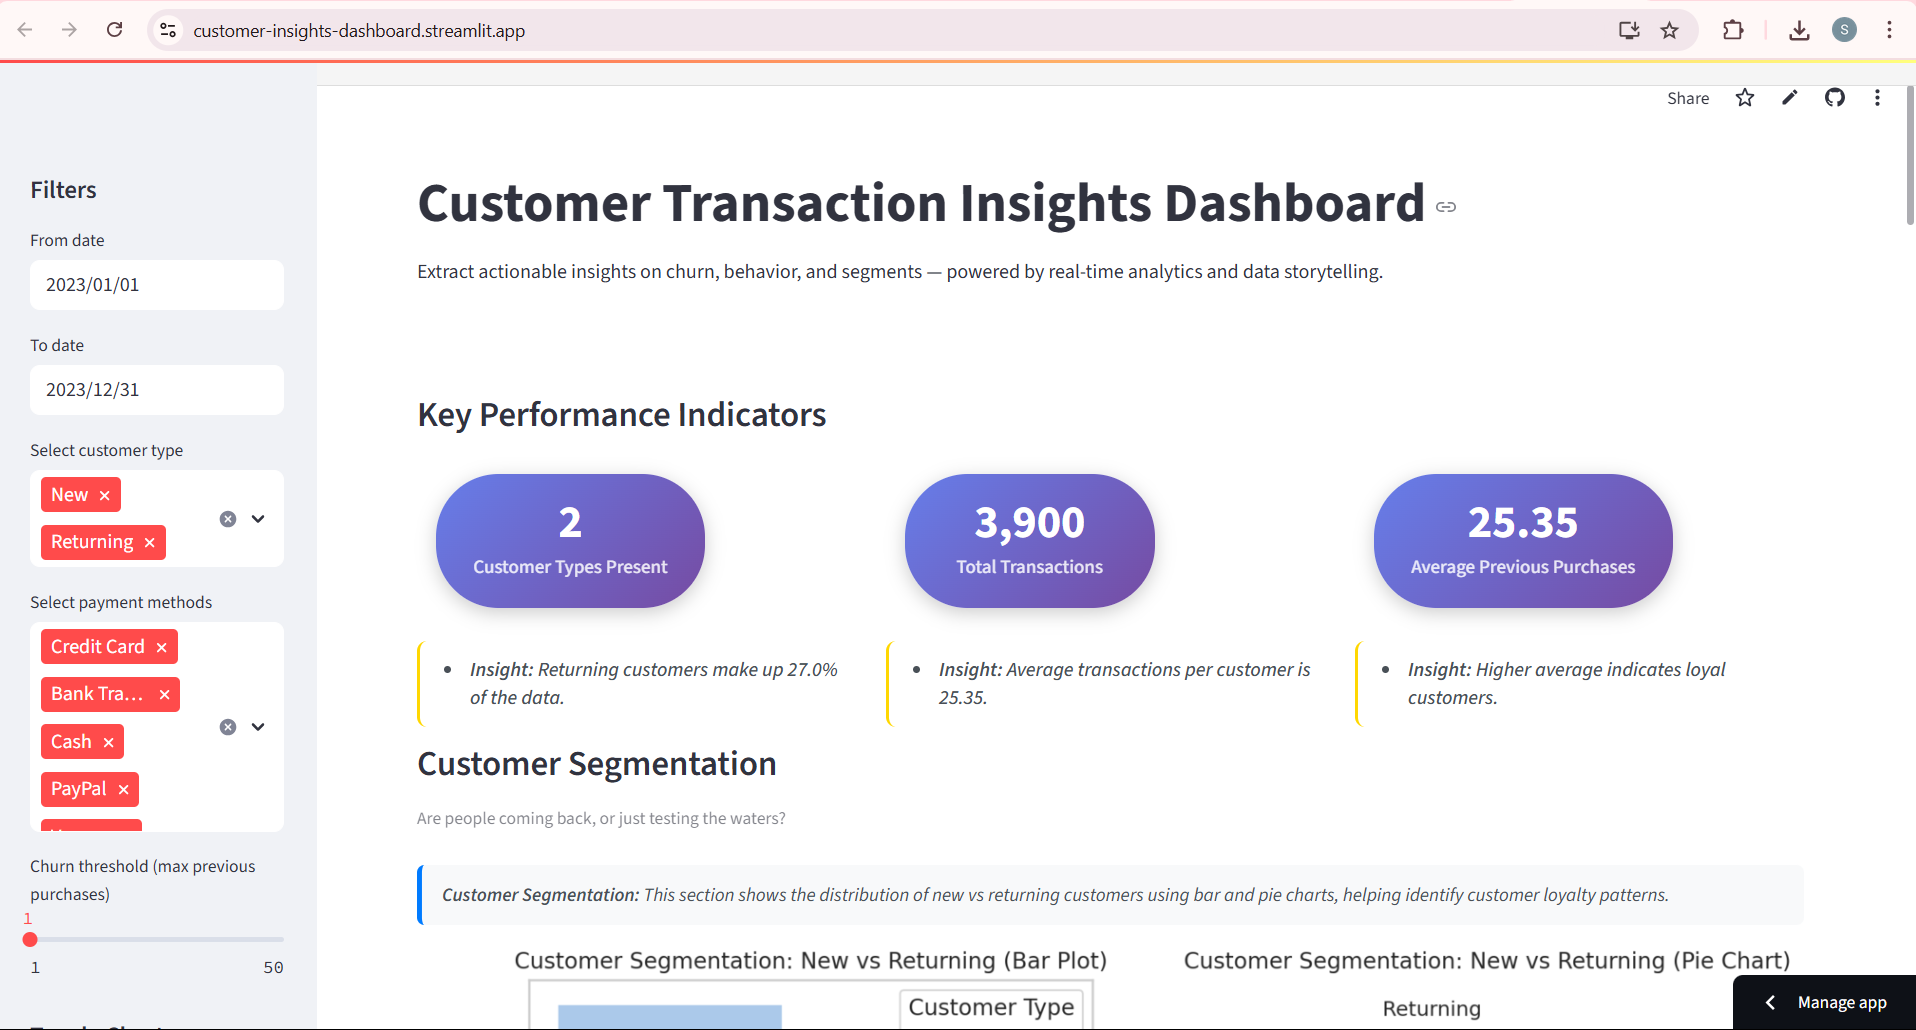 customer-insights-dashboard.streamlit.app
S
Share
Filters
From date
2023/01/01
To date
2023/12/31
Select customer type
New
Returning
Select payment methods
Credit Card
Bank Tra...
Cash
PayPal
Churn threshold (max previous
purchases)
1
1 50
Customer Transaction Insights Dashboard
Extract actionable insights on churn, behavior, and segments — powered by real-time analytics and data storytelling.
Key Performance Indicators
2
Customer Types Present
3,900
Total Transactions
25.35
Average Previous Purchases
• Insight: Returning customers make up 27.0%
of the data.
• Insight: Average transactions per customer is
25.35.
• Insight: Higher average indicates loyal
customers.
Customer Segmentation
Are people coming back, or just testing the waters?
Customer Segmentation: This section shows the distribution of new vs returning customers using bar and pie charts, helping identify customer loyalty patterns.
Customer Segmentation: New vs Returning (Bar Plot)
Customer Type
Customer Segmentation: New vs Returning (Pie Chart)
Returning
Manage app